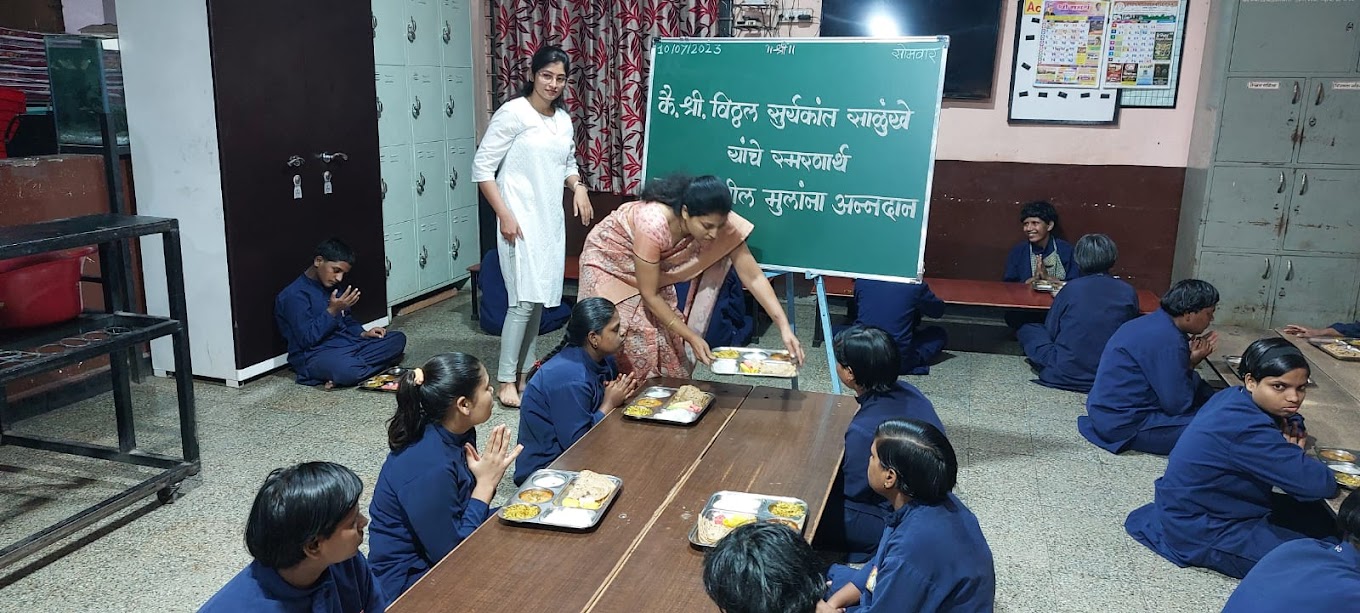 10/07/2023 ॥श्री॥ सोमवार
कै. श्री. विठ्ठल सुर्यकांत साळुंखे
यांचे स्मरणार्थ
ील मुलांना अन्नदान